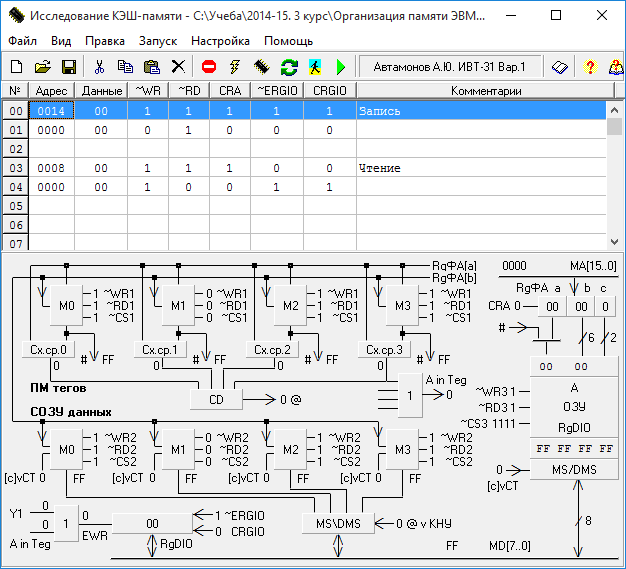 Исследование КЭШ-памяти - C:\Учеба\2014-15. 3 курс\Организация памяти ЭВМ...
Файл Вид Правка Запуск Настройка Помощь
Автамонов А.Ю. ИВТ-31 Вар.1
№ Адрес Данные ~WR ~RD CRA ~ERGIO CRGIO Комментарии
00 0014 00 1 1 1 1 1 Запись
01 0000 00 0 1 0 0 0
02
03 0008 00 1 1 1 0 0 Чтение
04 0000 00 1 0 0 1 1
05
06
07
RgФА[a]
RgФА[b]
0000 MA[15..0]
RgФА a b c
CRA 0 00 00 0
M0 1 ~WR1 M1 0 ~WR1 M2 1 ~WR1 M3 1 ~WR1
1 ~RD1 0 ~RD1 1 ~RD1 1 ~RD1
1 ~CS1 0 ~CS1 1 ~CS1 1 ~CS1
# 6 2
Сх.ср.0 # FF Сх.ср.1 # FF Сх.ср.2 # FF Сх.ср.3 # FF
0 0 0 0
00 00
ПМ тегов
CD 0 @
1 A in Teg
0
A
ОЗУ
RgDIO
~WR3 1
~RD3 1
~CS3 1111
СОЗУ данных
FF FF FF FF
M0 1 ~WR2 M1 0 ~WR2 M2 1 ~WR2 M3 1 ~WR2
1 ~RD2 0 ~RD2 1 ~RD2 1 ~RD2
1 ~CS2 0 ~CS2 1 ~CS2 1 ~CS2
[c]vCT 0 [c]vCT 0 [c]vCT 0 [c]vCT 0
0 MS/DMS
[c]vCT
Y1 0
0 1 0
A in Teg EWR
00
1 ~ERGIO
0 CRGIO
RgDIO
MS\DMS 0 @ v КНУ
8
FF MD[7..0]